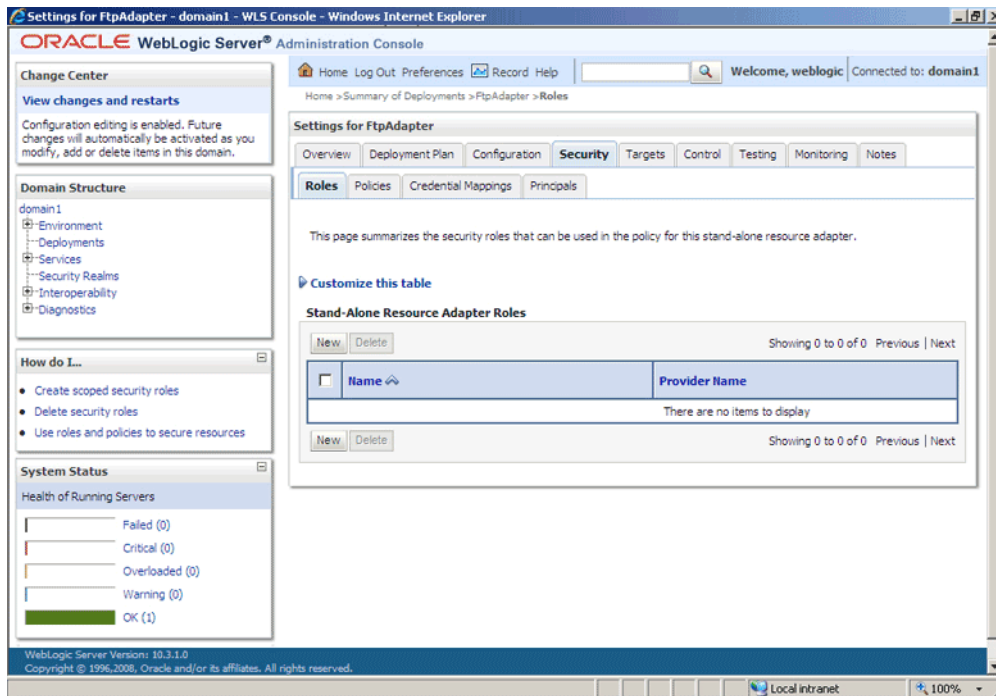 Settings for FtpAdapter - domain1 - WLS Console - Windows Internet Explorer
ORACLE WebLogic Server® Administration Console
Change Center
View changes and restarts
Configuration editing is enabled. Future
changes will automatically be activated as you
modify, add or delete items in this domain.
Domain Structure
domain1
Environment
Deployments
Services
Security Realms
Interoperability
Diagnostics
How do I...
Create scoped security roles
Delete security roles
Use roles and policies to secure resources
System Status
Health of Running Servers
Failed (0)
Critical (0)
Overloaded (0)
Warning (0)
OK (1)
Home Log Out Preferences Record Help
Welcome, weblogic Connected to: domain1
Home >Summary of Deployments >FtpAdapter >Roles
Settings for FtpAdapter
Overview Deployment Plan Configuration Security Targets Control Testing Monitoring Notes
Roles Policies Credential Mappings Principals
This page summarizes the security roles that can be used in the policy for this stand-alone resource adapter.
Customize this table
Stand-Alone Resource Adapter Roles
New Delete Showing 0 to 0 of 0 Previous | Next
Name Provider Name
There are no items to display
New Delete Showing 0 to 0 of 0 Previous | Next
WebLogic Server Version: 10.3.1.0
Copyright © 1996,2008, Oracle and/or its affiliates. All rights reserved.
Local intranet 100%